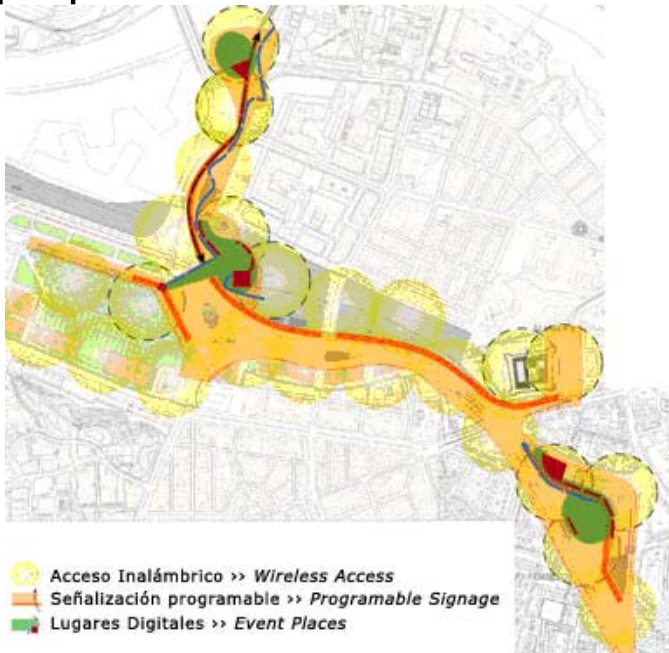 Acceso Inalámbrico >> Wireless Access
Señalización programable >> Programable Signage
Lugares Digitales >> Event Places